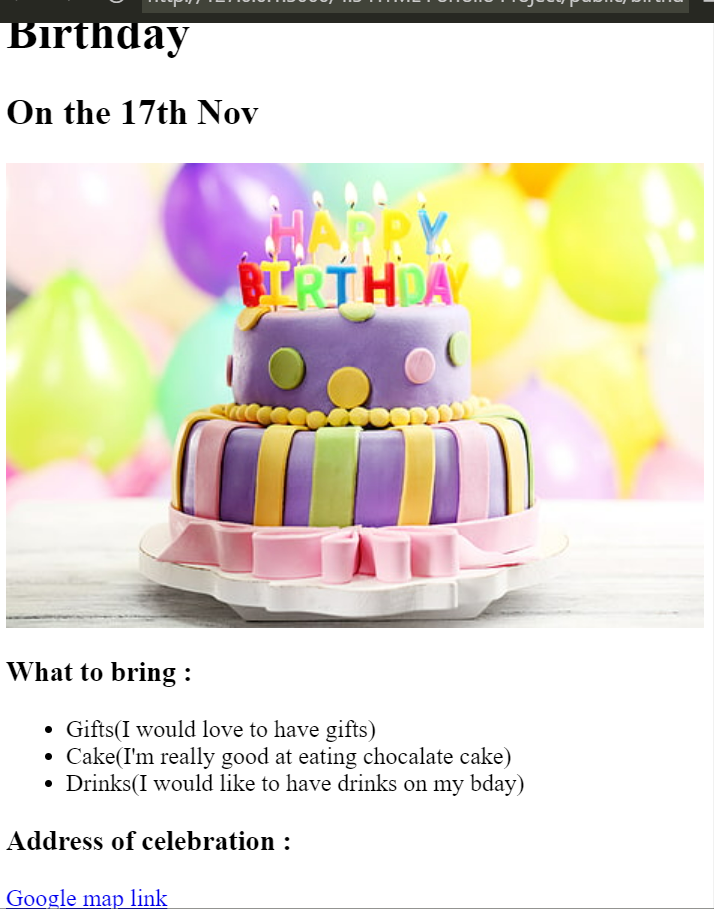 Birthday
On the 17th Nov
HAPPY
BIRTHDAY
What to bring :
Gifts(I would love to have gifts)
Cake(I'm really good at eating chocalate cake)
Drinks(I would like to have drinks on my bday)
Address of celebration :
Google map link